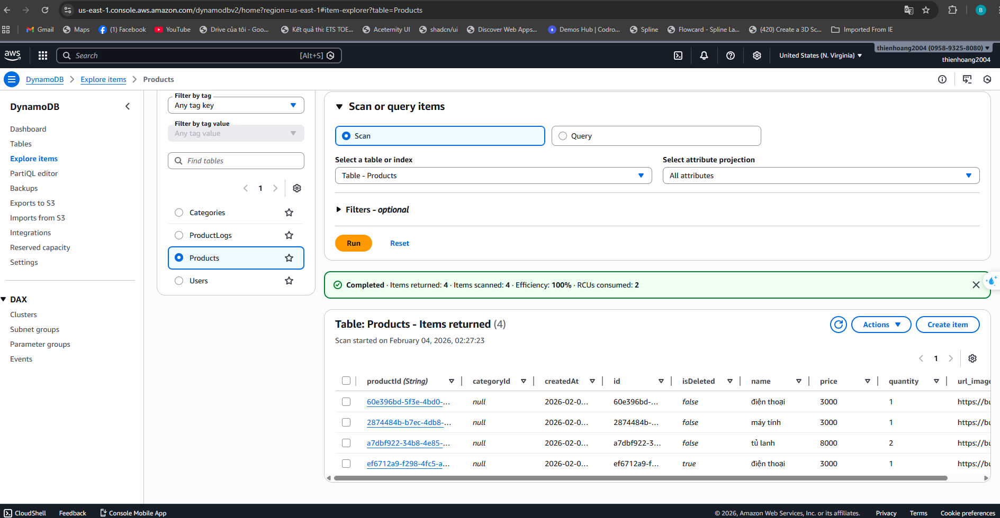 us-east-1.console.aws.amazon.com/dynamodbv2/home?region=us-east-1#item-explorer?table=Products
B
Gmail Maps (1) Facebook YouTube Drive của tôi - Goo... Kết quả thi: ETS TOE... Aceternity UI shadcn/ui Discover Web Apps... Demos Hub | Codro... Spline Flowcard - Spline La... (420) Create a 3D Sc... Imported From IE
aws
Search [Alt+S]
United States (N. Virginia)
thienhoang2004 (0958-9325-8080)
thienhoang2004
DynamoDB Explore items Products
DynamoDB
Dashboard
Tables
Explore items
PartiQL editor
Backups
Exports to S3
Imports from S3
Integrations
Reserved capacity
Settings
DAX
Clusters
Subnet groups
Parameter groups
Events
Filter by tag
Any tag key
Filter by tag value
Any tag value
Find tables
1
Categories
ProductLogs
Products
Users
Scan or query items
Scan Query
Select a table or index Select attribute projection
Table - Products All attributes
Filters - optional
Run Reset
Completed · Items returned: 4 · Items scanned: 4 · Efficiency: 100% · RCUs consumed: 2
Table: Products - Items returned (4)
Actions Create item
Scan started on February 04, 2026, 02:27:23
1
productId (String) categoryId createdAt id isDeleted name price quantity url_image
60e396bd-5f3e-4bd0-... null 2026-02-0... 60e396bd-... false điện thoại 3000 1 https://bu
2874484b-b7ec-4db8-... null 2026-02-0... 2874484b-... false máy tính 3000 1 https://bu
a7dbf922-34b8-4e85-... null 2026-02-0... a7dbf922-3... false tủ lanh 8000 2 https://bu
ef6712a9-f298-4fc5-a... null 2026-02-0... ef6712a9-f... true điện thoại 3000 1 https://bu
CloudShell Feedback Console Mobile App
© 2026, Amazon Web Services, Inc. or its affiliates. Privacy Terms Cookie preferences